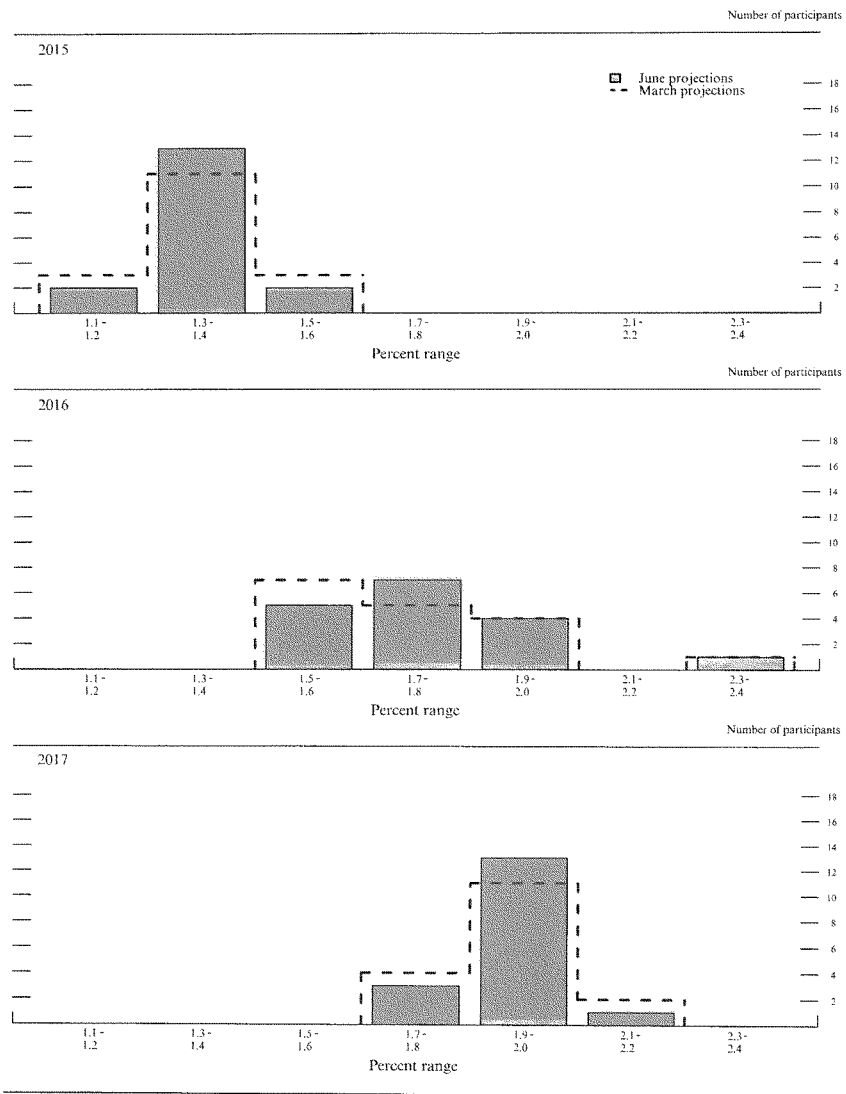 Number of participants
2015
June projections
March projections
18
16
14
12
10
8
6
4
2
1.1- 1.3- 1.5- 1.7- 1.9- 2.1- 2.3-
1.2 1.4 1.6 1.8 2.0 2.2 2.4
Percent range
Number of participants
2016
18
16
14
12
10
8
6
4
2
1.1- 1.3- 1.5- 1.7- 1.9- 2.1- 2.3-
1.2 1.4 1.6 1.8 2.0 2.2 2.4
Percent range
Number of participants
2017
18
16
14
12
10
8
6
4
2
1.1- 1.3- 1.5- 1.7- 1.9- 2.1- 2.3-
1.2 1.4 1.6 1.8 2.0 2.2 2.4
Percent range